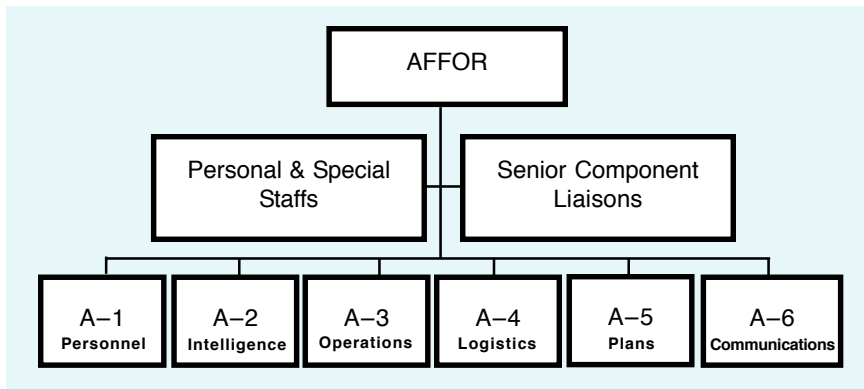 AFFOR
Personal & Special
Staffs
Senior Component
Liaisons
A–1
Personnel
A–2
Intelligence
A–3
Operations
A–4
Logistics
A–5
Plans
A–6
Communications